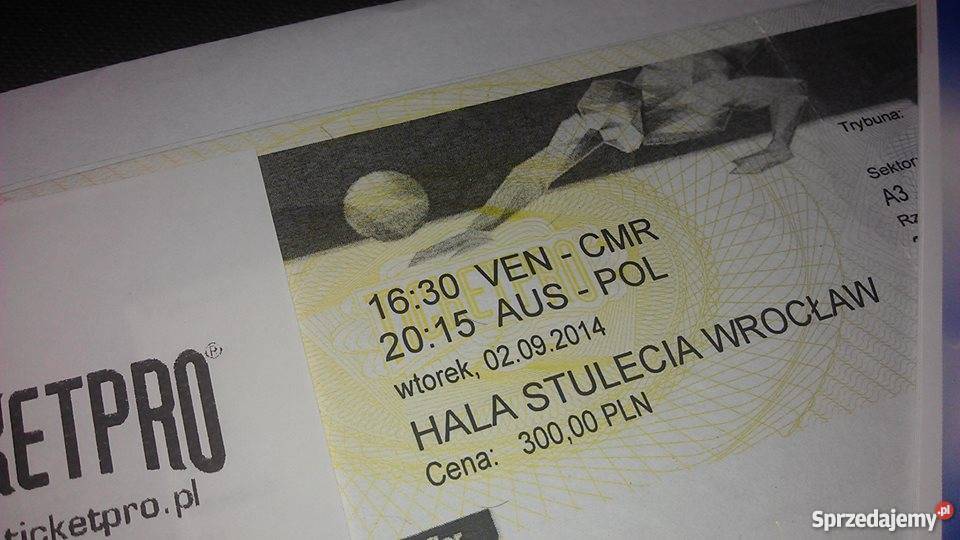 Trybuna:
Sektor
A3
16:30 VEN - CMR
20:15 AUS - POL
wtorek, 02.09.2014
HALA STULECIA WROCŁAW
Cena: 300,00 PLN
KETPRO®
ticketpro.pl
Sprzedajemy.pl